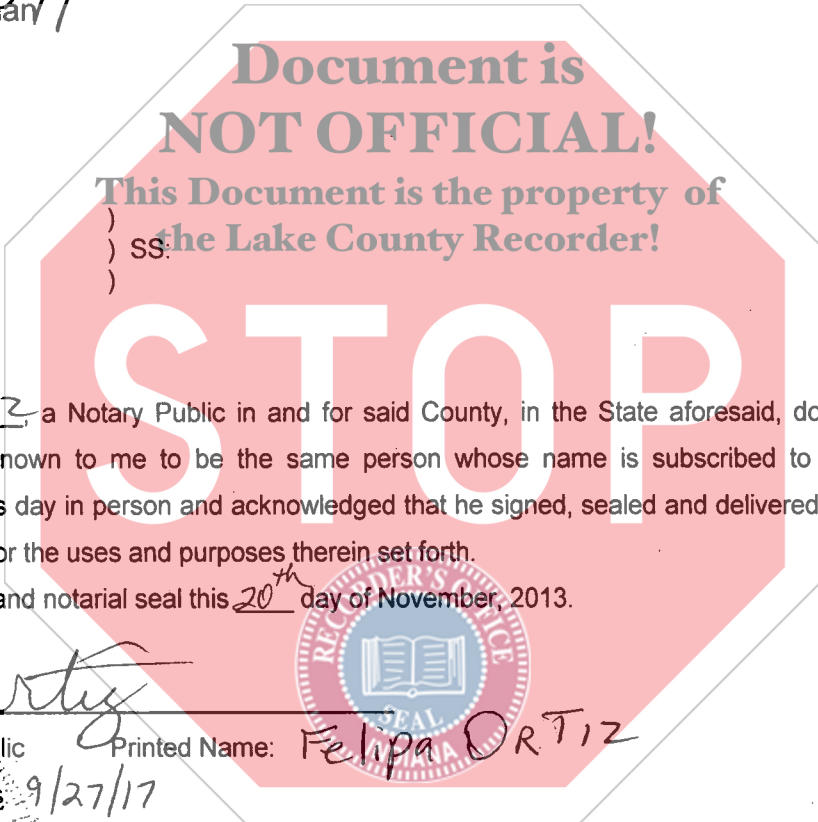 Document is
NOT OFFICIAL!
This Document is the property of
the Lake County Recorder!
)
) SS:
)
STOP
a Notary Public in and for said County, in the State aforesaid, do
nown to me to be the same person whose name is subscribed to
s day in person and acknowledged that he signed, sealed and delivered
or the uses and purposes therein set forth.
and notarial seal this 20th day of November, 2013.
RECORDER'S OFFICE
SEAL
INDIANA
rtiz
lic Printed Name: Felipa ORTIZ
9/27/17